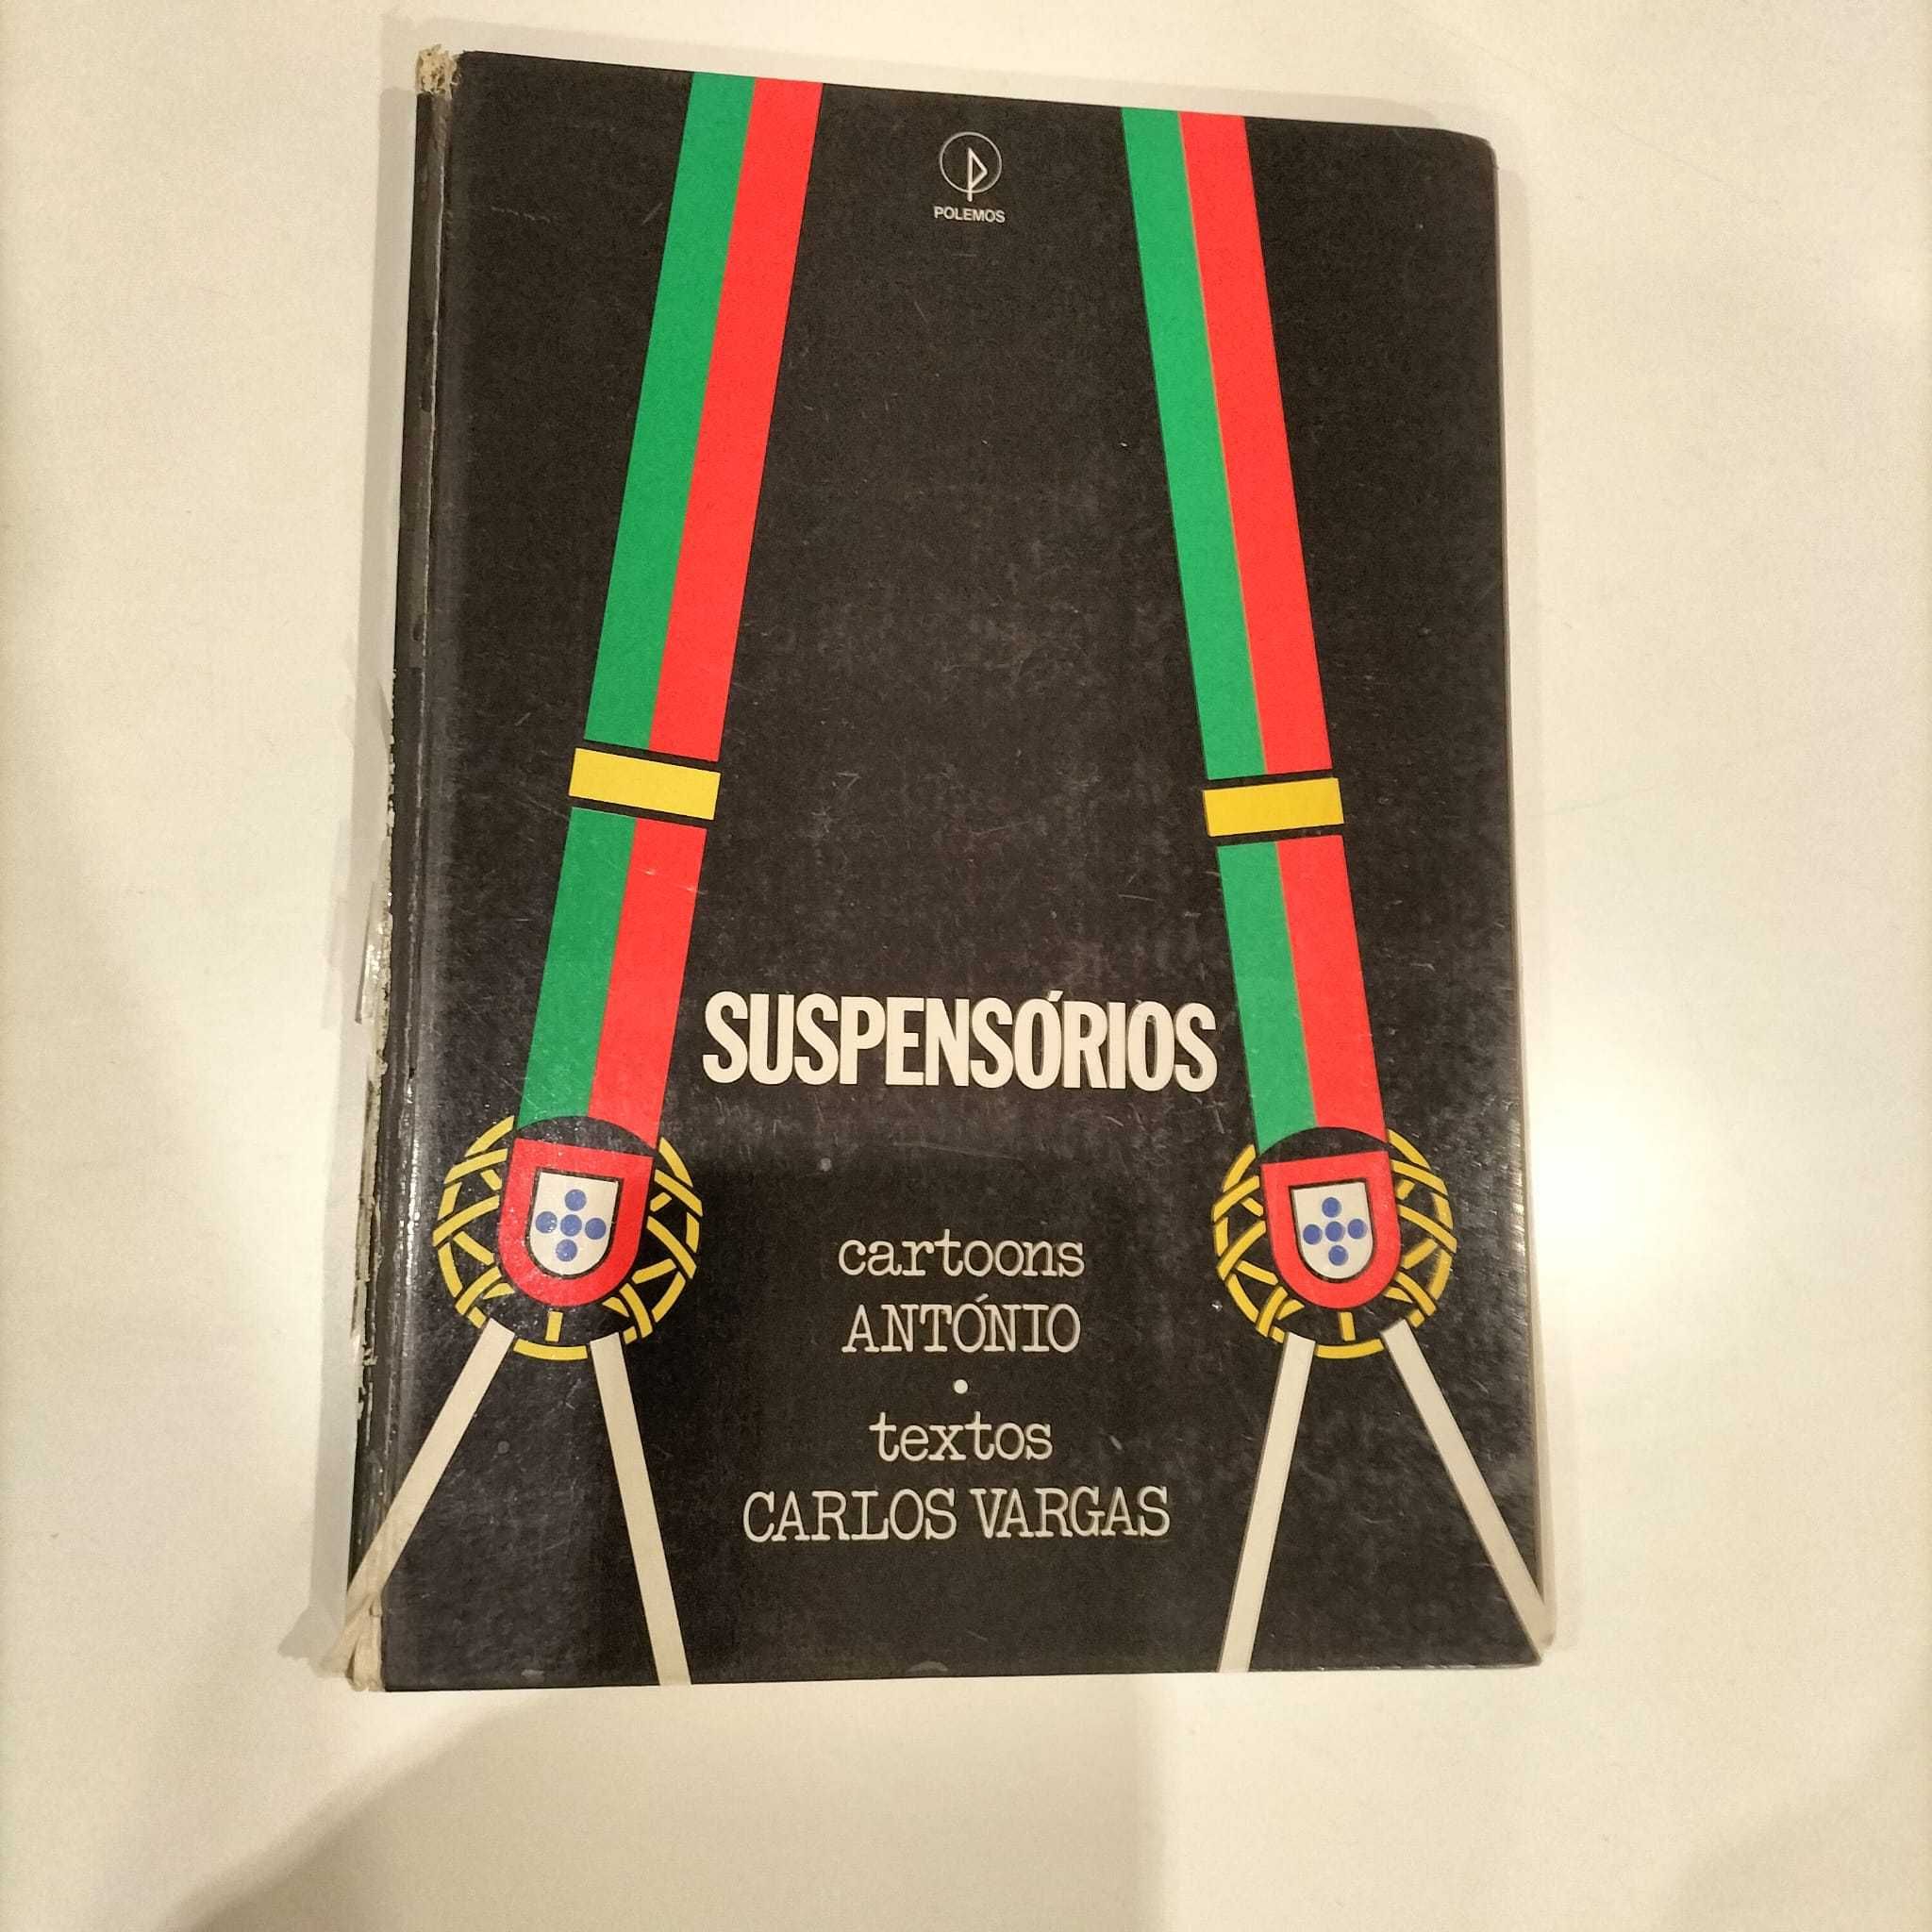 POLEMOS
SUSPENSÓRIOS
cartoons
ANTÓNIO
•
textos
CARLOS VARGAS